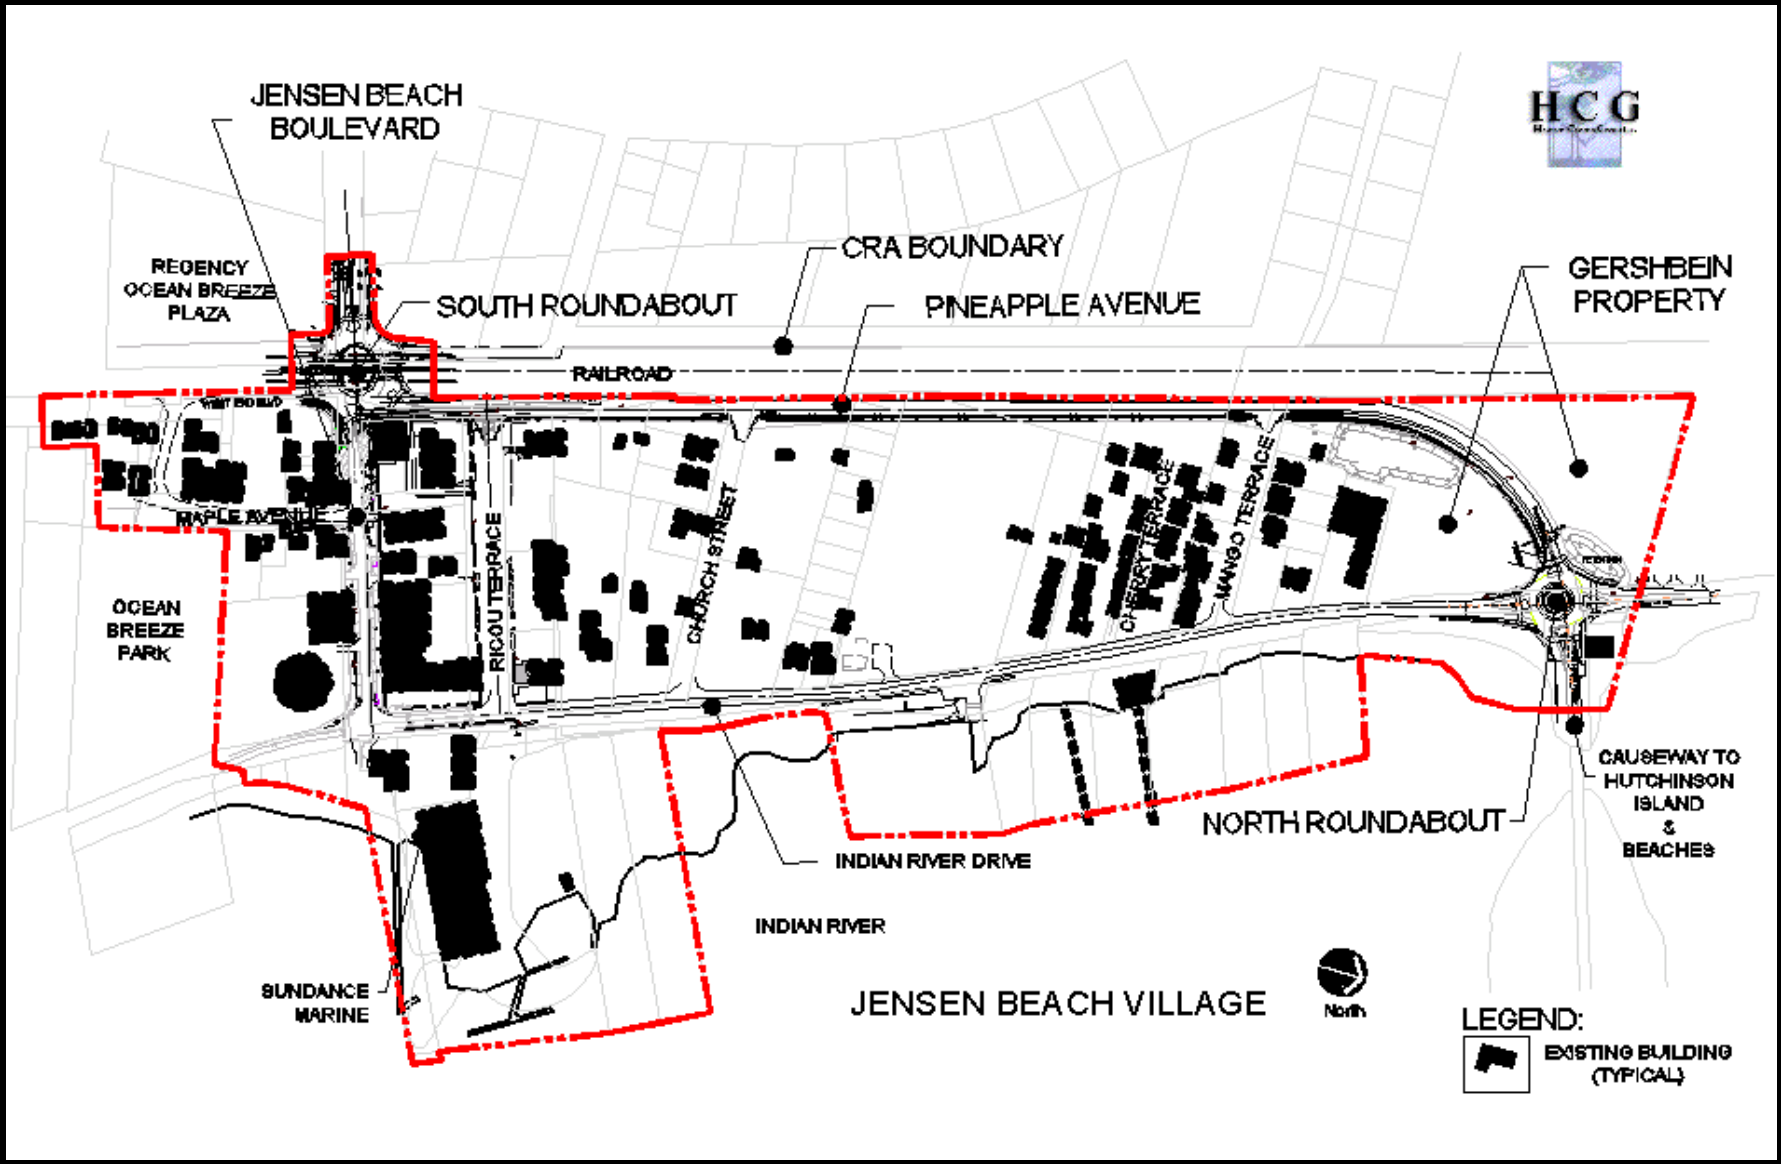 JENSEN BEACH
BOULEVARD
HCG
CRA BOUNDARY
REGENCY
OCEAN BREEZE
PLAZA
GERSHBEIN
PROPERTY
SOUTH ROUNDABOUT
PINEAPPLE AVENUE
RAILROAD
MAPLE AVENUE
RICOU TERRACE
CHURCH STREET
CHERRY TERRACE
MANGO TERRACE
OCEAN
BREEZE
PARK
CAUSEWAY TO
HUTCHINSON
ISLAND
&
BEACHES
NORTH ROUNDABOUT
INDIAN RIVER DRIVE
INDIAN RIVER
SUNDANCE
MARINE
JENSEN BEACH VILLAGE
North
LEGEND:
EXISTING BUILDING
(TYPICAL)